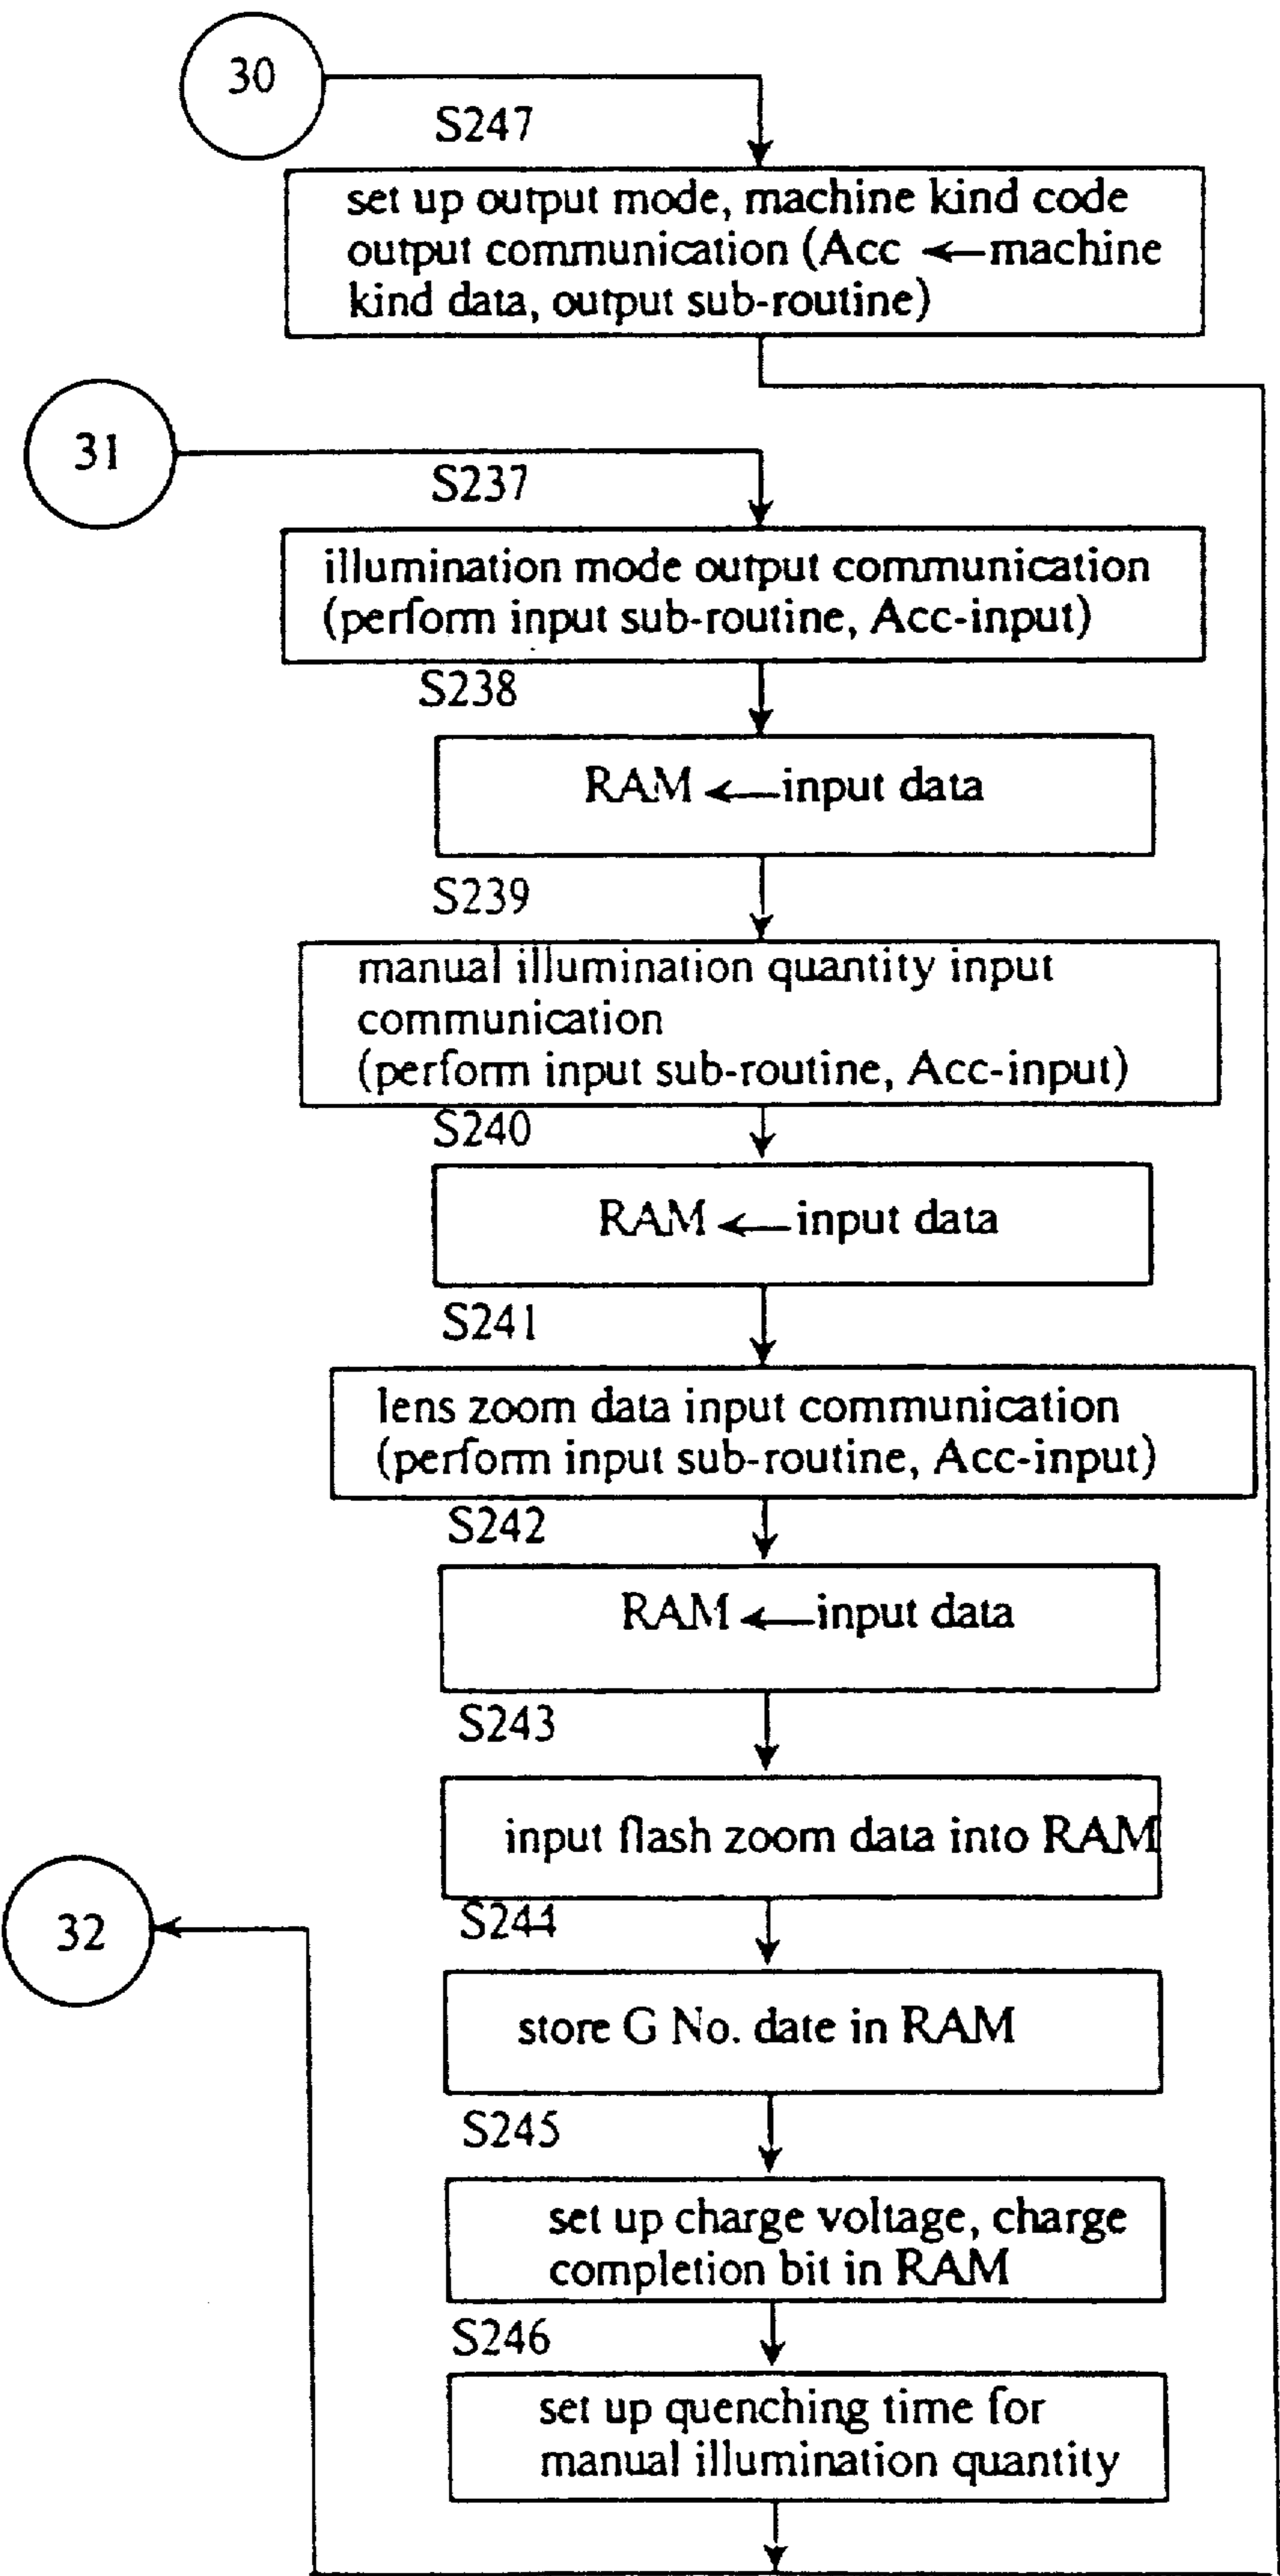 30
S247
set up output mode, machine kind code
output communication (Acc ← machine
kind data, output sub-routine)
31
S237
illumination mode output communication
(perform input sub-routine, Acc-input)
S238
RAM ← input data
S239
manual illumination quantity input
communication
(perform input sub-routine, Acc-input)
S240
RAM ← input data
S241
lens zoom data input communication
(perform input sub-routine, Acc-input)
S242
RAM ← input data
S243
input flash zoom data into RAM
S244
32
store G No. date in RAM
S245
set up charge voltage, charge
completion bit in RAM
S246
set up quenching time for
manual illumination quantity